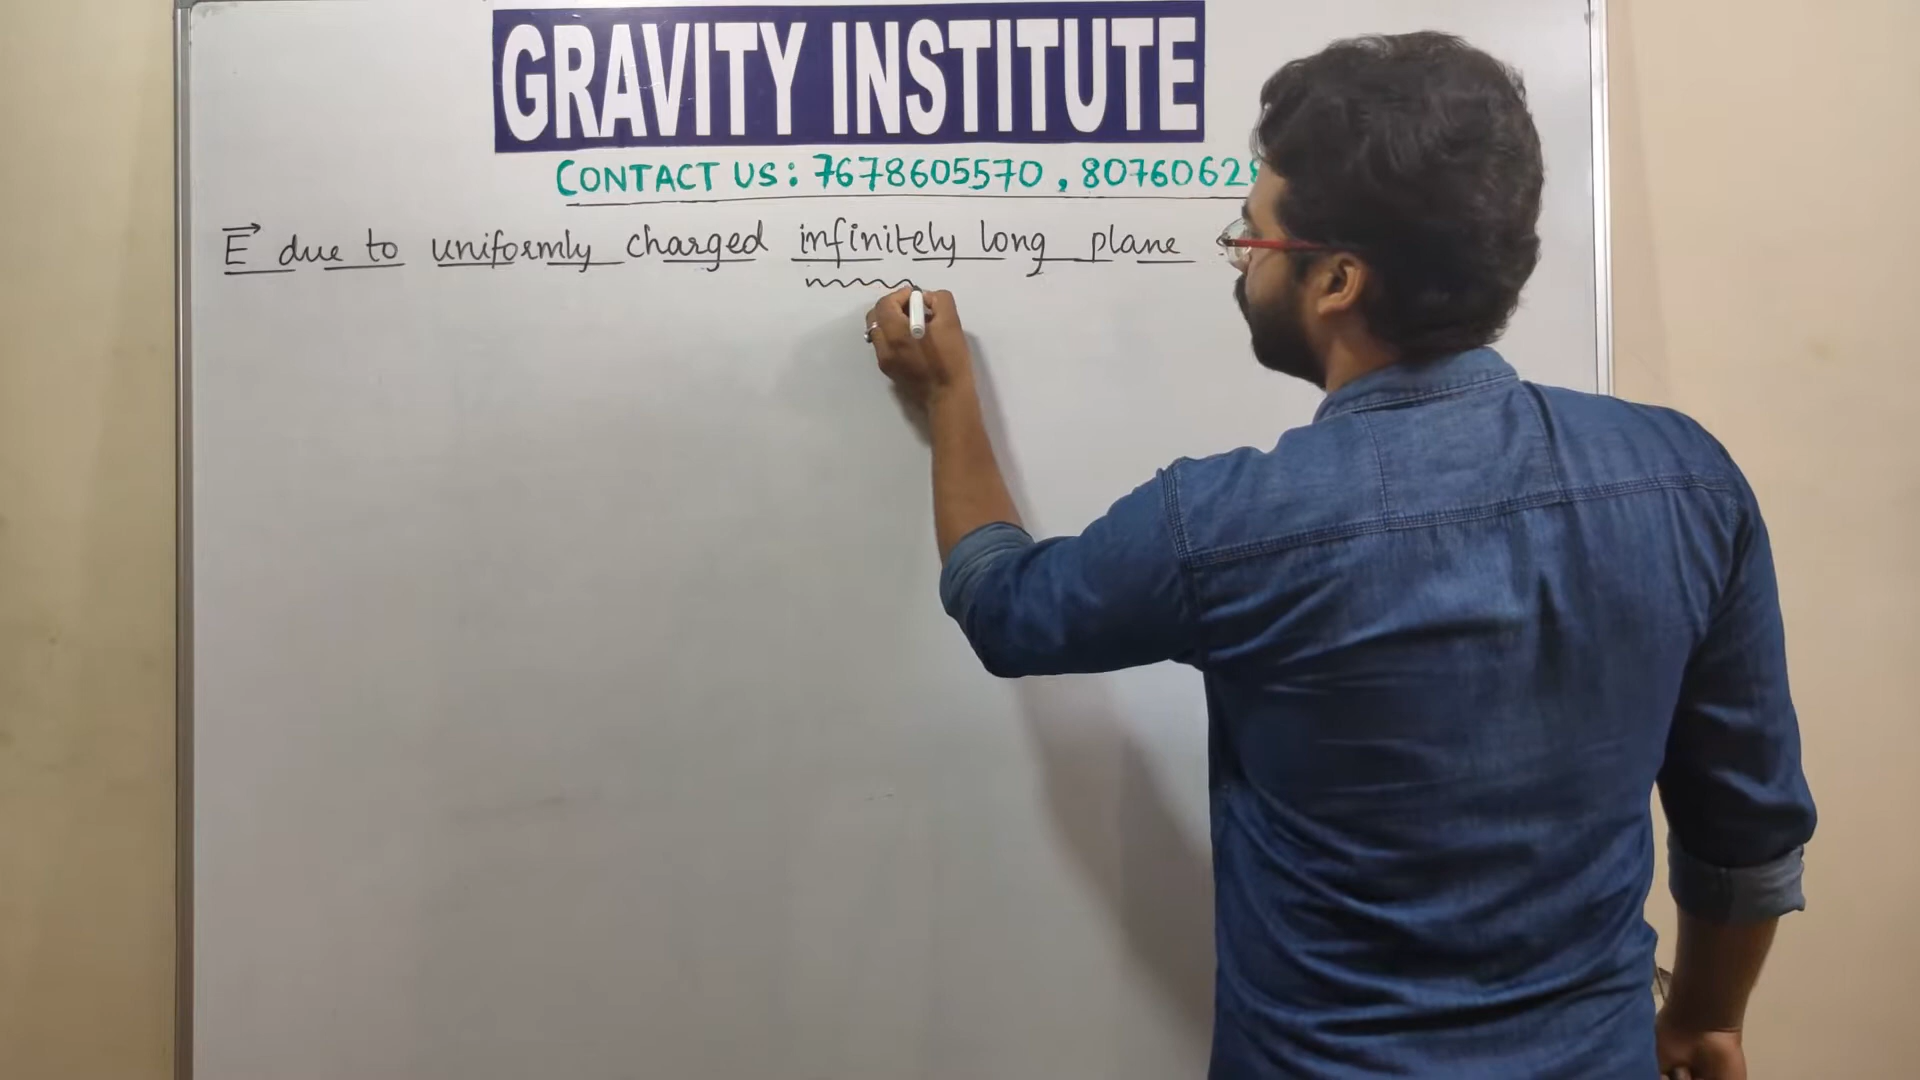 GRAVITY INSTITUTE
CONTACT US: 7678605570, 8076062
E due to uniformly charged infinitely long plane